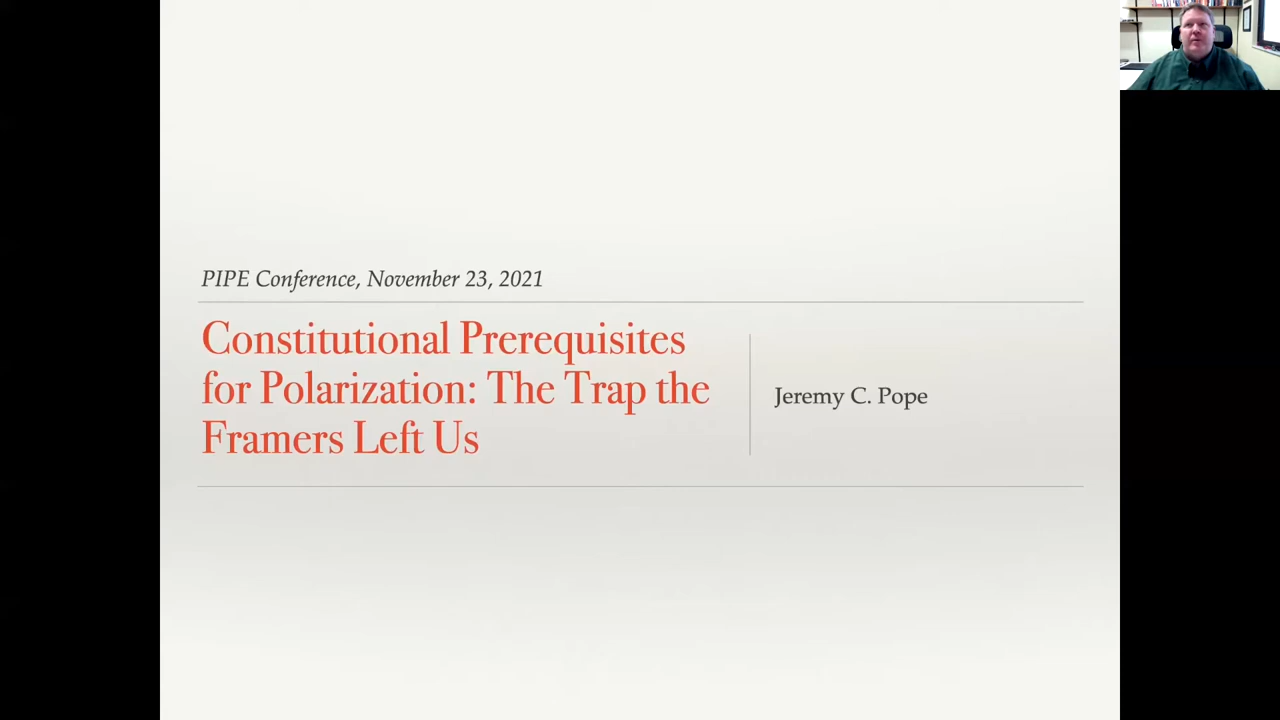 PIPE Conference, November 23, 2021
Constitutional Prerequisites
for Polarization: The Trap the
Framers Left Us
Jeremy C. Pope